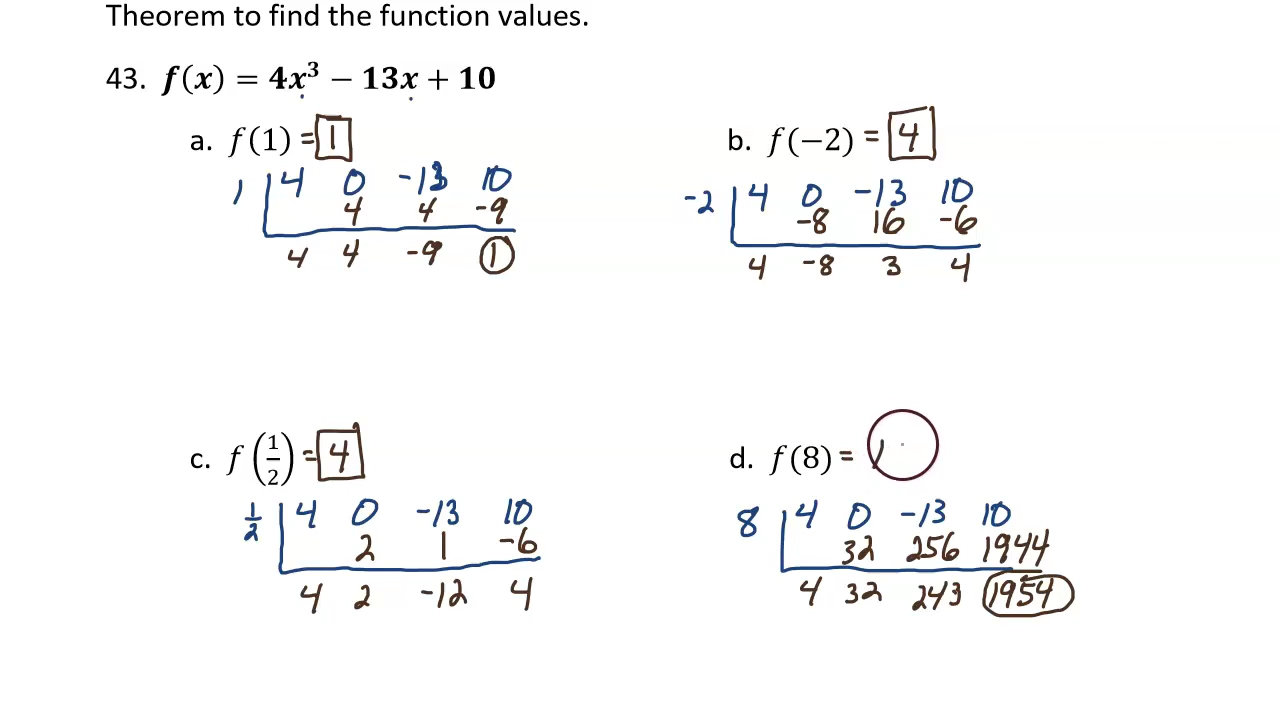 Theorem to find the function values.
43. f(x) = 4x³ − 13x + 10
a. f(1) = 1
1 4 0 -13 10
4 4 -9
4 4 -9 1
b. f(−2) = 4
-2 4 0 -13 10
-8 16 -6
4 -8 3 4
c. f(1/2) = 4
1/2 4 0 -13 10
2 1 -6
4 2 -12 4
d. f(8) =
8 4 0 -13 10
32 256 1944
4 32 243 1954